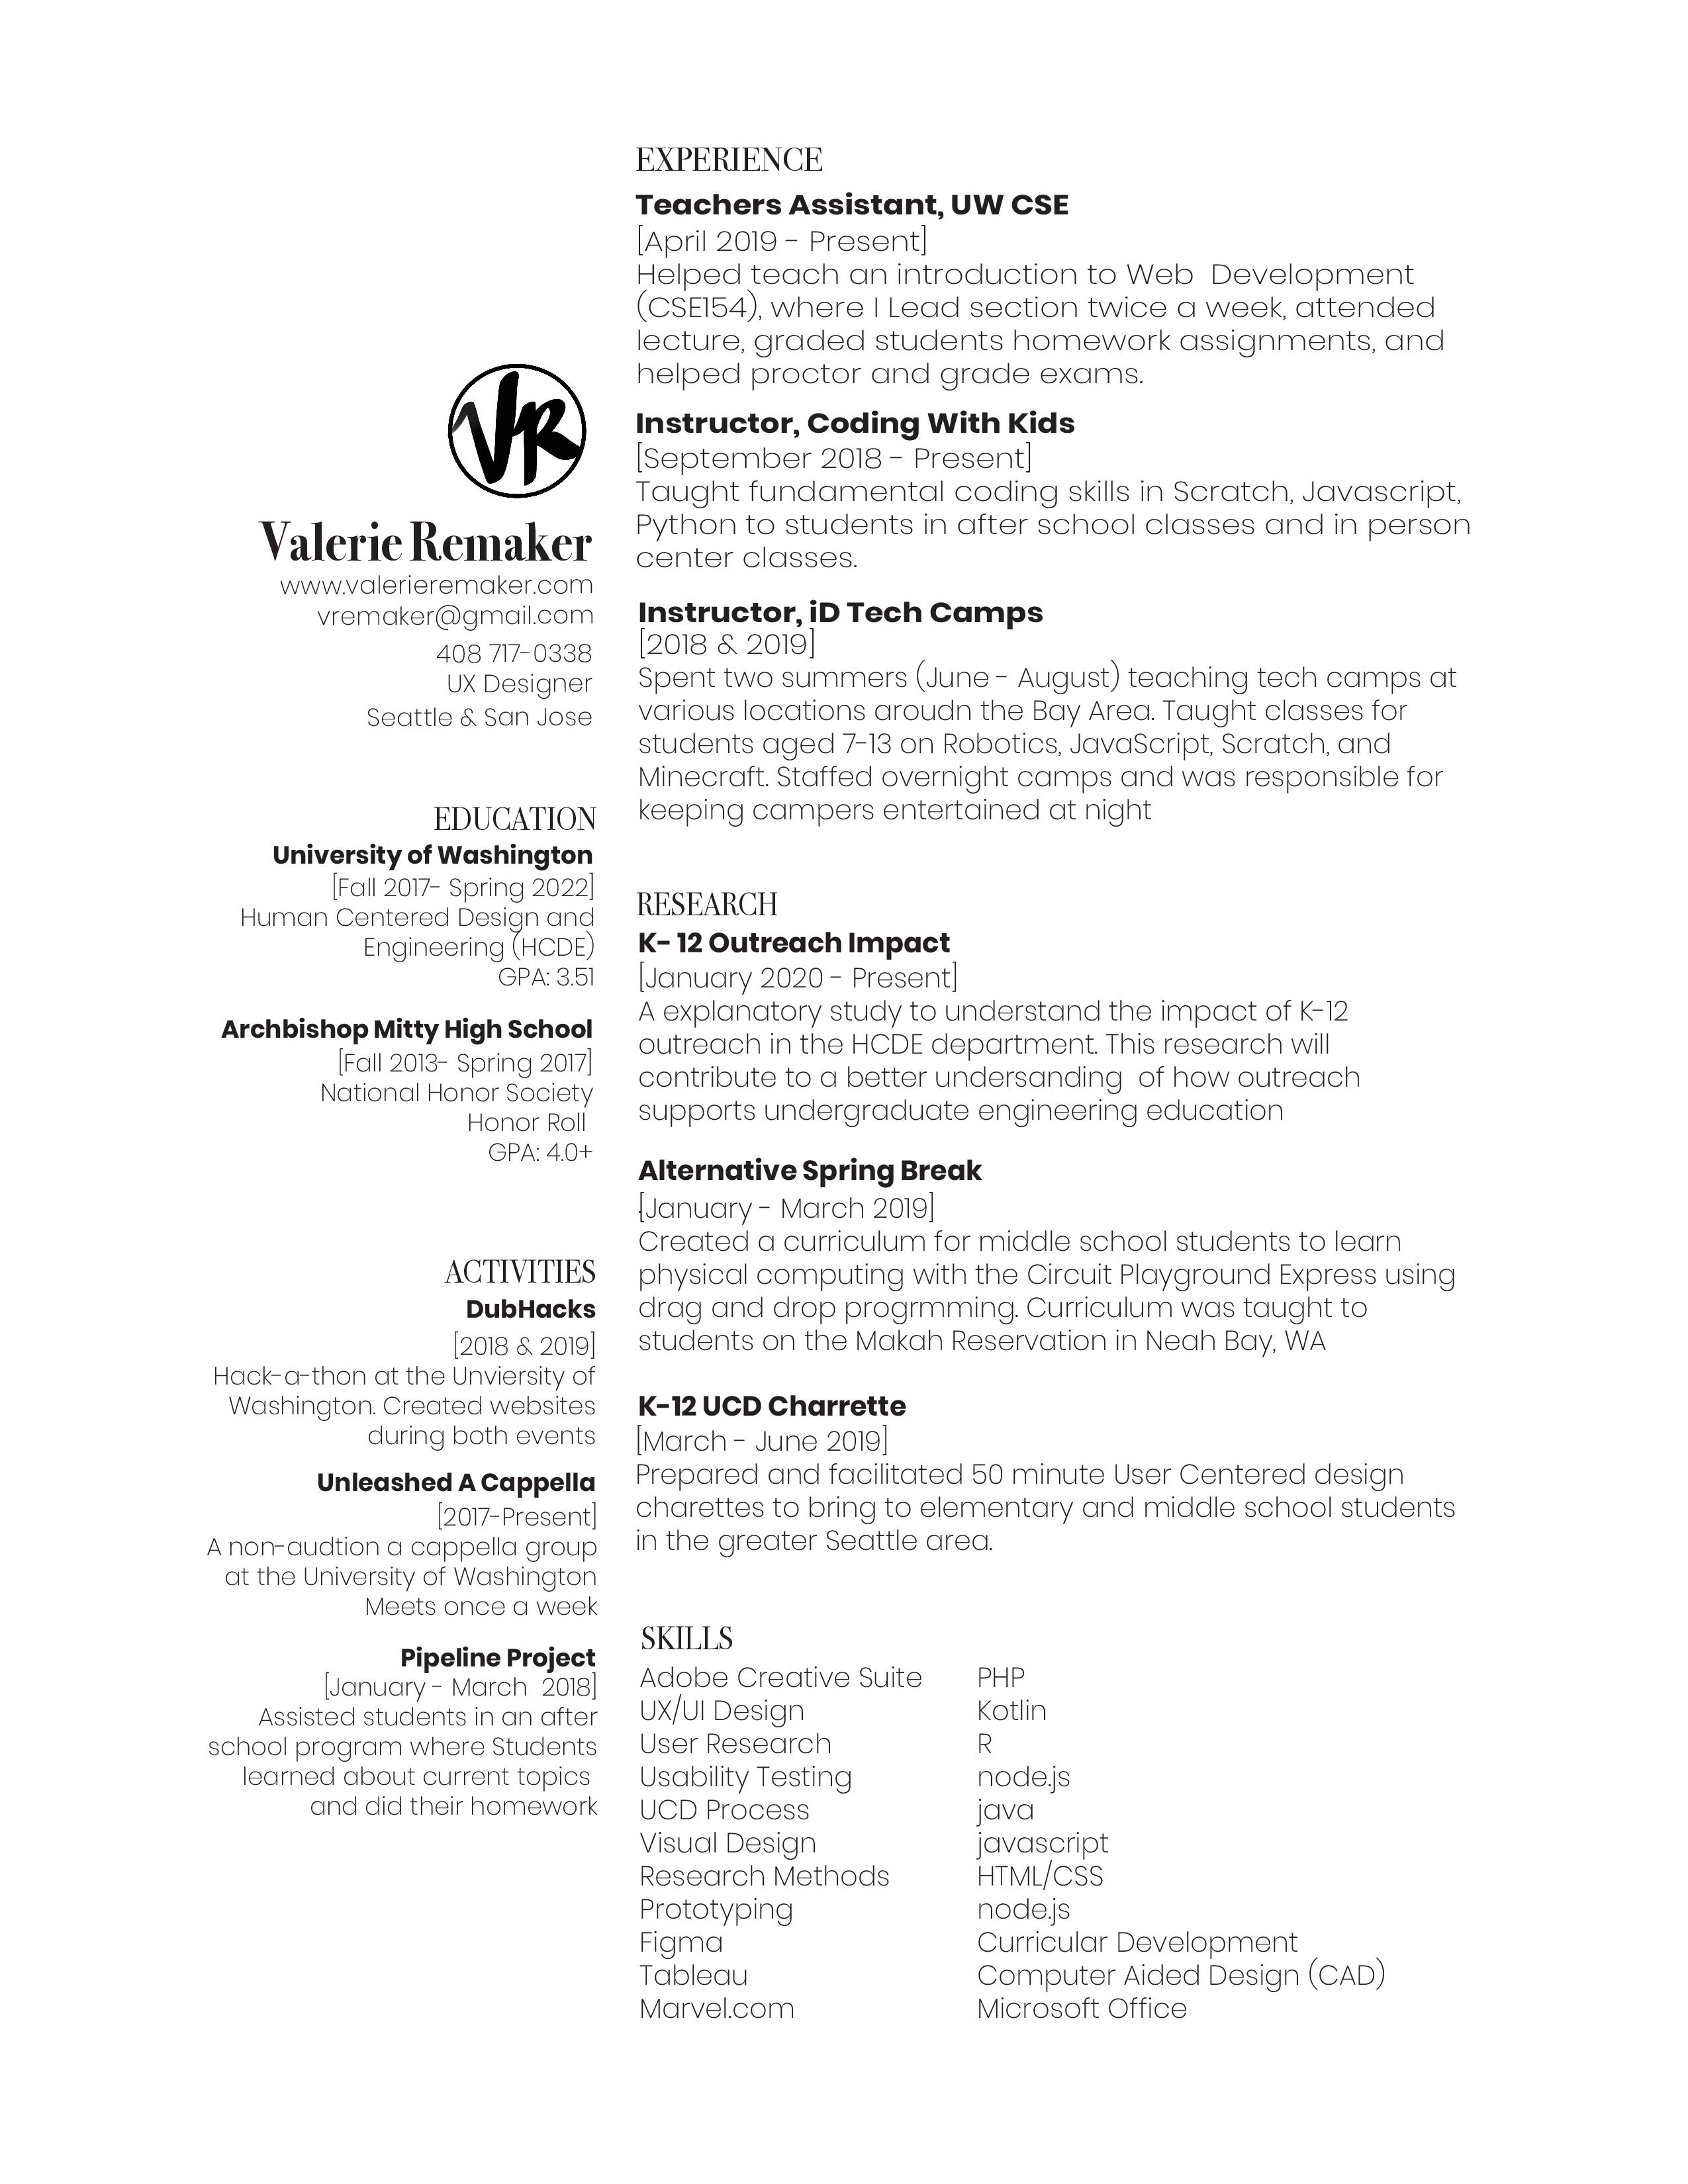 VR
Valerie Remaker
www.valerieremaker.com
vremaker@gmail.com
408 717-0338
UX Designer
Seattle & San Jose
EDUCATION
University of Washington
[Fall 2017- Spring 2022]
Human Centered Design and
Engineering (HCDE)
GPA: 3.51
Archbishop Mitty High School
[Fall 2013- Spring 2017]
National Honor Society
Honor Roll
GPA: 4.0+
ACTIVITIES
DubHacks
[2018 & 2019]
Hack-a-thon at the Unviersity of
Washington. Created websites
during both events
Unleashed A Cappella
[2017-Present]
A non-audtion a cappella group
at the University of Washington
Meets once a week
Pipeline Project
[January - March  2018]
Assisted students in an after
school program where Students
learned about current topics
and did their homework
EXPERIENCE
Teachers Assistant, UW CSE
[April 2019 - Present]
Helped teach an introduction to Web  Development
(CSE154), where I Lead section twice a week, attended
lecture, graded students homework assignments, and
helped proctor and grade exams.
Instructor, Coding With Kids
[September 2018 - Present]
Taught fundamental coding skills in Scratch, Javascript,
Python to students in after school classes and in person
center classes.
Instructor, iD Tech Camps
[2018 & 2019]
Spent two summers (June - August) teaching tech camps at
various locations aroudn the Bay Area. Taught classes for
students aged 7-13 on Robotics, JavaScript, Scratch, and
Minecraft. Staffed overnight camps and was responsible for
keeping campers entertained at night
RESEARCH
K- 12 Outreach Impact
[January 2020 - Present]
A explanatory study to understand the impact of K-12
outreach in the HCDE department. This research will
contribute to a better undersanding  of how outreach
supports undergraduate engineering education
Alternative Spring Break
[January - March 2019]
Created a curriculum for middle school students to learn
physical computing with the Circuit Playground Express using
drag and drop progrmming. Curriculum was taught to
students on the Makah Reservation in Neah Bay, WA
K-12 UCD Charrette
[March - June 2019]
Prepared and facilitated 50 minute User Centered design
charettes to bring to elementary and middle school students
in the greater Seattle area.
SKILLS
Adobe Creative Suite
UX/UI Design
User Research
Usability Testing
UCD Process
Visual Design
Research Methods
Prototyping
Figma
Tableau
Marvel.com
PHP
Kotlin
R
node.js
java
javascript
HTML/CSS
node.js
Curricular Development
Computer Aided Design (CAD)
Microsoft Office